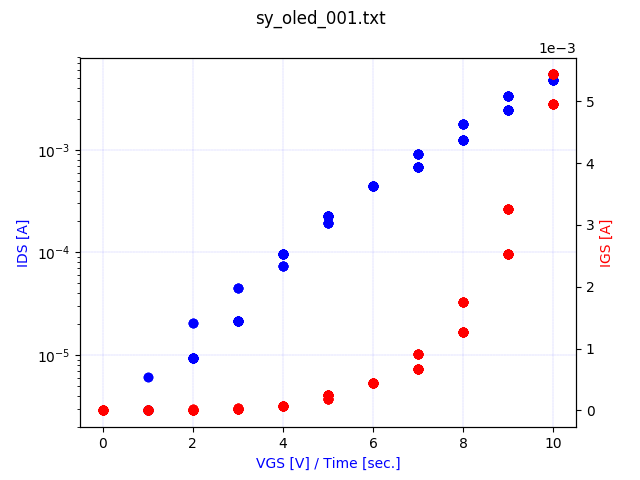 sy_oled_001.txt
1e−3
10⁻³
10⁻⁴
10⁻⁵
IDS [A]
5
4
3
2
1
0
IGS [A]
0 2 4 6 8 10
VGS [V] / Time [sec.]